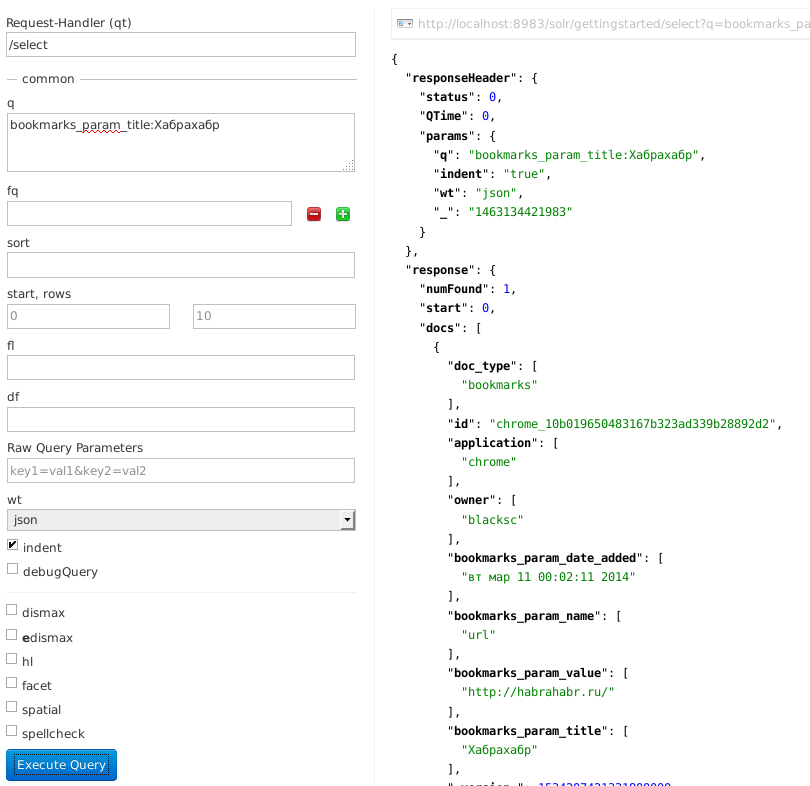 Request-Handler (qt)
/select
common
q
bookmarks_param_title:Хабрахабр
fq
sort
start, rows
0
10
fl
df
Raw Query Parameters
key1=val1&key2=val2
wt
json
indent
debugQuery
dismax
edismax
hl
facet
spatial
spellcheck
Execute Query
http://localhost:8983/solr/gettingstarted/select?q=bookmarks_pa
{
"responseHeader": {
"status": 0,
"QTime": 0,
"params": {
"q": "bookmarks_param_title:Хабрахабр",
"indent": "true",
"wt": "json",
"_": "1463134421983"
}
},
"response": {
"numFound": 1,
"start": 0,
"docs": [
{
"doc_type": [
"bookmarks"
],
"id": "chrome_10b019650483167b323ad339b28892d2",
"application": [
"chrome"
],
"owner": [
"blacksc"
],
"bookmarks_param_date_added": [
"вт мар 11 00:02:11 2014"
],
"bookmarks_param_name": [
"url"
],
"bookmarks_param_value": [
"http://habrahabr.ru/"
],
"bookmarks_param_title": [
"Хабрахабр"
],